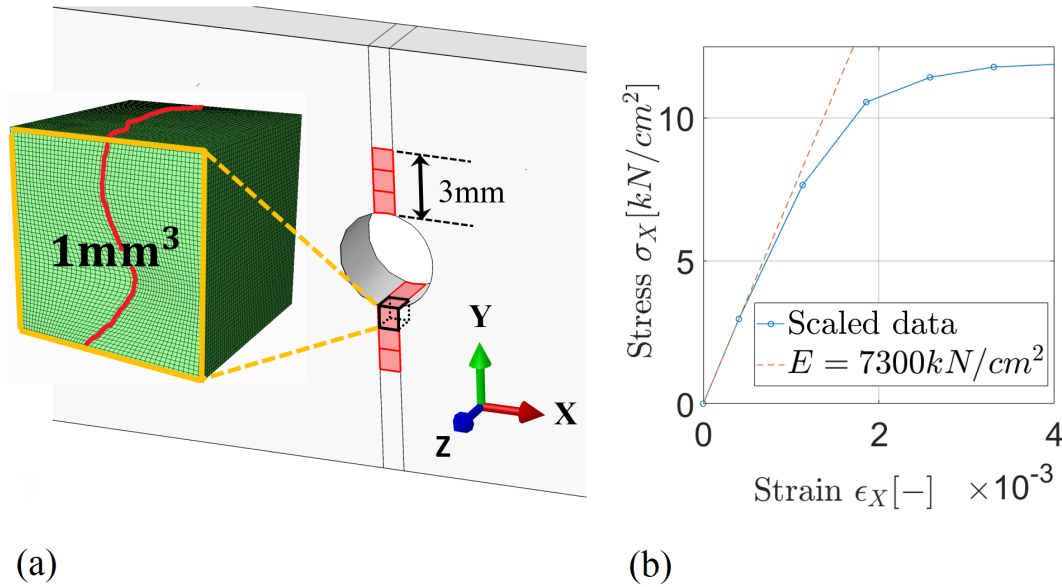 1mm³
3mm
Y
X
Z
(a)
Stress σ_X[kN/cm²]
10
5
0
Scaled data
E = 7300kN/cm²
0
2
4
Strain ϵ_X[−]
×10⁻³
(b)